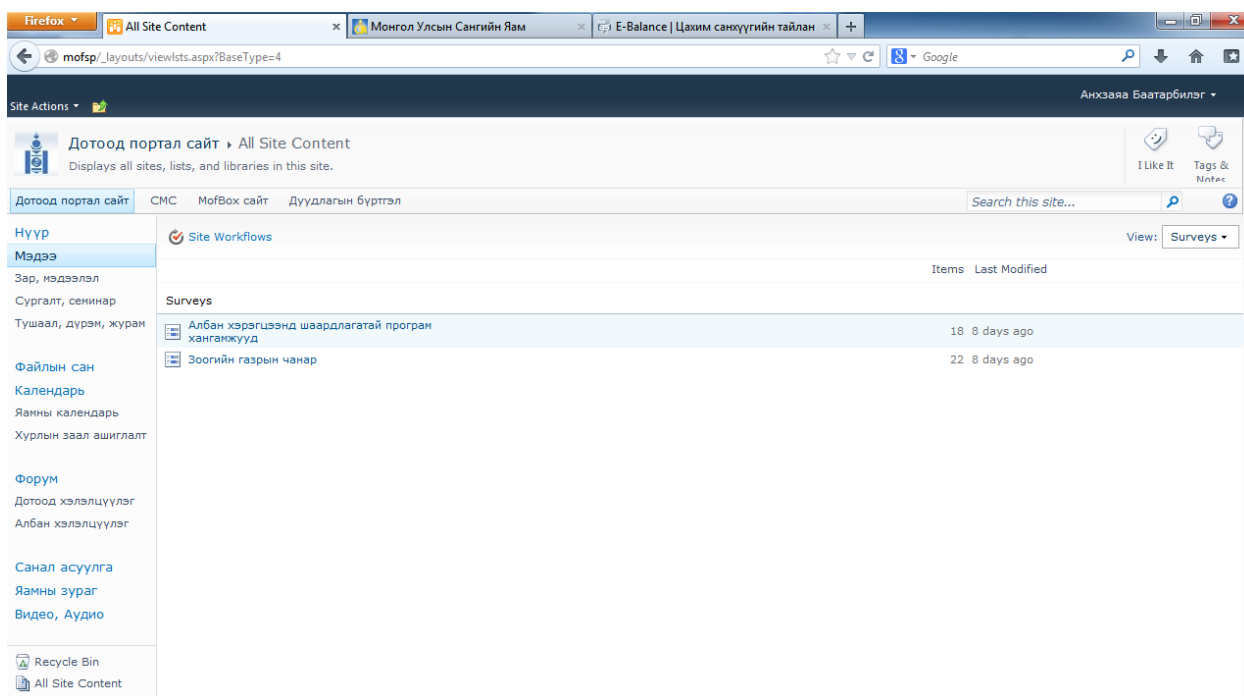 Firefox
All Site Content
Монгол Улсын Сангийн Яам
E-Balance | Цахим санхүүгийн тайлан
mofsp/_layouts/viewlsts.aspx?BaseType=4
Google
Site Actions
Анхзаяа Баатарбилэг
Дотоод портал сайт ▸ All Site Content
Displays all sites, lists, and libraries in this site.
I Like It
Tags &
Notes
Дотоод портал сайт
СМС
MofBox сайт
Дуудлагын бүртгэл
Search this site...
Нүүр
Мэдээ
Зар, мэдээлэл
Сургалт, семинар
Тушаал, дүрэм, журам
Файлын сан
Календарь
Яамны календарь
Хурлын заал ашиглалт
Форум
Дотоод хэлэлцүүлэг
Албан хэлэлцүүлэг
Санал асуулга
Яамны зураг
Видео, Аудио
Recycle Bin
All Site Content
Site Workflows
View: Surveys
Items Last Modified
Surveys
Албан хэрэгцээнд шаардлагатай програм
хангамжууд
18 8 days ago
Зоогийн газрын чанар
22 8 days ago